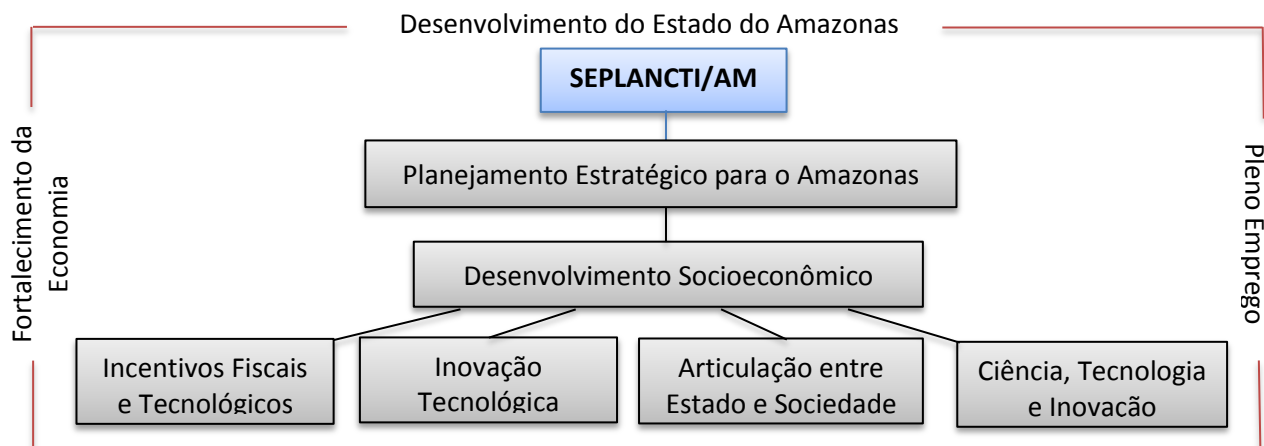 Desenvolvimento do Estado do Amazonas
SEPLANCTI/AM
Fortalecimento da
Economia
Pleno Emprego
Planejamento Estratégico para o Amazonas
Desenvolvimento Socioeconômico
Incentivos Fiscais
e Tecnológicos
Inovação
Tecnológica
Articulação entre
Estado e Sociedade
Ciência, Tecnologia
e Inovação